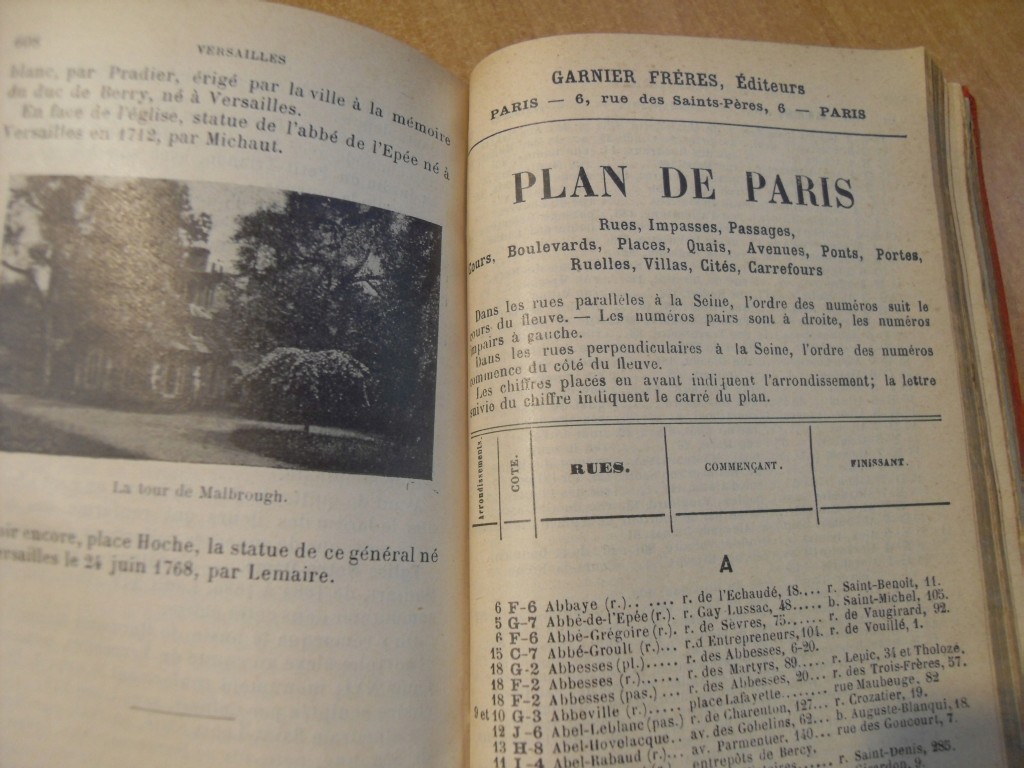 608
VERSAILLES
blanc, par Pradier, érigé par la ville à la mémoire
du duc de Berry, né à Versailles.
En face de l'église, statue de l'abbé de l'Epée né à
Versailles en 1712, par Michaut.
La tour de Malbrough.
oir encore, place Hoche, la statue de ce général né
ersailles le 24 juin 1768, par Lemaire.
GARNIER FRÈRES, Éditeurs
PARIS — 6, rue des Saints-Pères, 6 — PARIS
PLAN DE PARIS
Rues, Impasses, Passages,
Cours, Boulevards, Places, Quais, Avenues, Ponts, Portes,
Ruelles, Villas, Cités, Carrefours
Dans les rues parallèles à la Seine, l'ordre des numéros suit le
cours du fleuve. — Les numéros pairs sont à droite, les numéros
impairs à gauche.
Dans les rues perpendiculaires à la Seine, l'ordre des numéros
commence du côté du fleuve.
Les chiffres placés en avant indiquent l'arrondissement; la lettre
suivie du chiffre indiquent le carré du plan.
Arrondissements. COTE. RUES. COMMENÇANT. FINISSANT.
A
6 F-6 Abbaye (r.).. .... r. de l'Echaudé, 18.... r. Saint-Benoît, 11.
5 G-7 Abbé-de-l'Epée (r.). r. Gay Lussac, 48..... b. Saint-Michel, 105.
6 F-6 Abbé-Grégoire (r.). r. de Sèvres, 75...... r. de Vaugirard, 92.
15 C-7 Abbé-Groult (r.)... r.d Entrepreneurs, 104. r. de Vouillé, 1.
18 G-2 Abbesses (pl.)..... r. des Abbesses, 6-20.
18 F-2 Abbesses (r.)...... r. des Martyrs, 89..... r. Lepic, 34 et Tholozé.
18 F-2 Abbesses (pas.) ... r. des Abbesses, 20... r. des Trois-Frères, 57.
9 et 10 G-3 Abbeville (r.)..... place Lafayette....... rue Maubeuge. 82
12 J-6 Abel-Leblanc (pas.) r. de Charenton, 127... r. Crozatier, 19.
13 H-8 Abel-Hovelacque.. av. des Gobelins, 62... b. Auguste-Blanqui, 18.
11 I-4 Abel-Rabaud (r.)... av. Parmentier, 140... rue des Goncourt, 7.
entrepôts de Bercy.
r. Saint-Denis, 285.